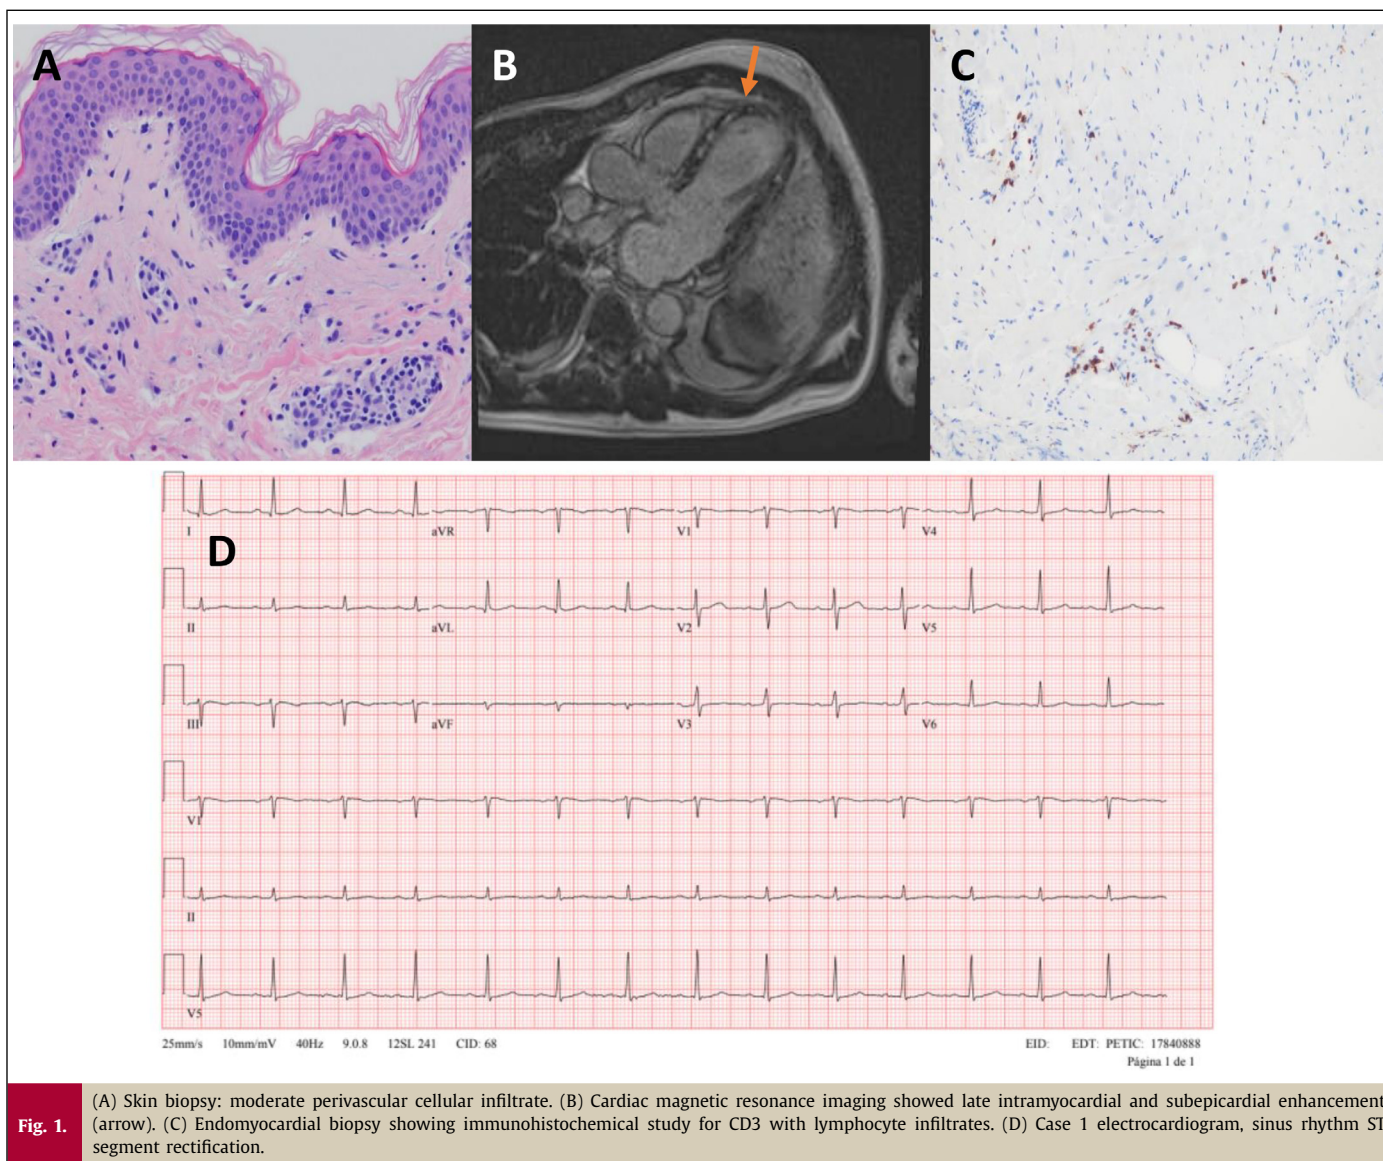 A
B
C
D
I
aVR
V1
V4
II
aVL
V2
V5
III
aVF
V3
V6
V1
II
V5
25mm/s 10mm/mV 40Hz 9.0.8 12SL 241 CID: 68 EID: EDT: PETIC: 17840888
Página 1 de 1
Fig. 1.
(A) Skin biopsy: moderate perivascular cellular infiltrate. (B) Cardiac magnetic resonance imaging showed late intramyocardial and subepicardial enhancement
(arrow). (C) Endomyocardial biopsy showing immunohistochemical study for CD3 with lymphocyte infiltrates. (D) Case 1 electrocardiogram, sinus rhythm ST
segment rectification.